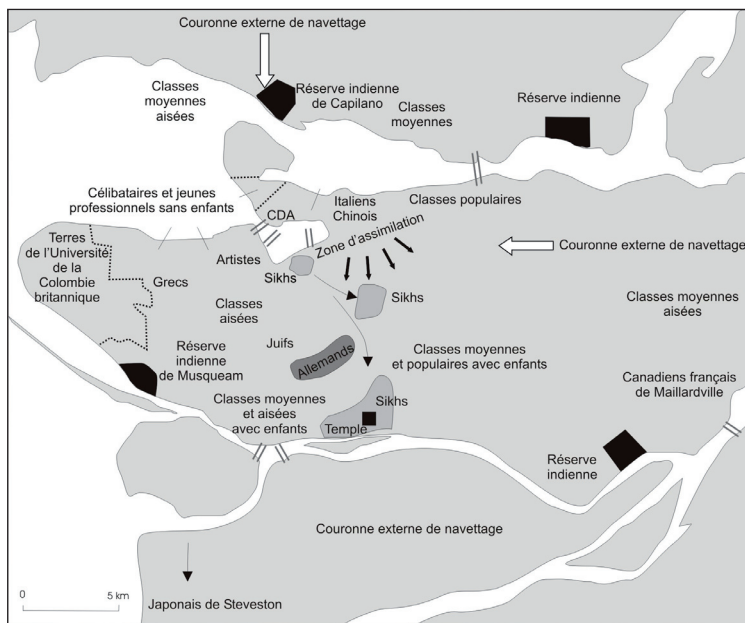 Couronne externe de navettage
Classes
moyennes
aisées
Réserve indienne
de Capilano
Classes
moyennes
Réserve indienne
Célibataires et jeunes
professionnels sans enfants
CDA
Italiens
Chinois
Classes populaires
Zone d'assimilation
Couronne externe de navettage
Terres
de l'Université
de la
Colombie
britannique
Artistes
Grecs
Sikhs
Sikhs
Classes
aisées
Classes moyennes
aisées
Juifs
Allemands
Réserve
indienne
de Musqueam
Classes moyennes
et populaires avec enfants
Canadiens français
de Maillardville
Classes moyennes
et aisées
avec enfants
Sikhs
Temple
Réserve
indienne
Couronne externe de navettage
Japonais de Steveston
0 5 km